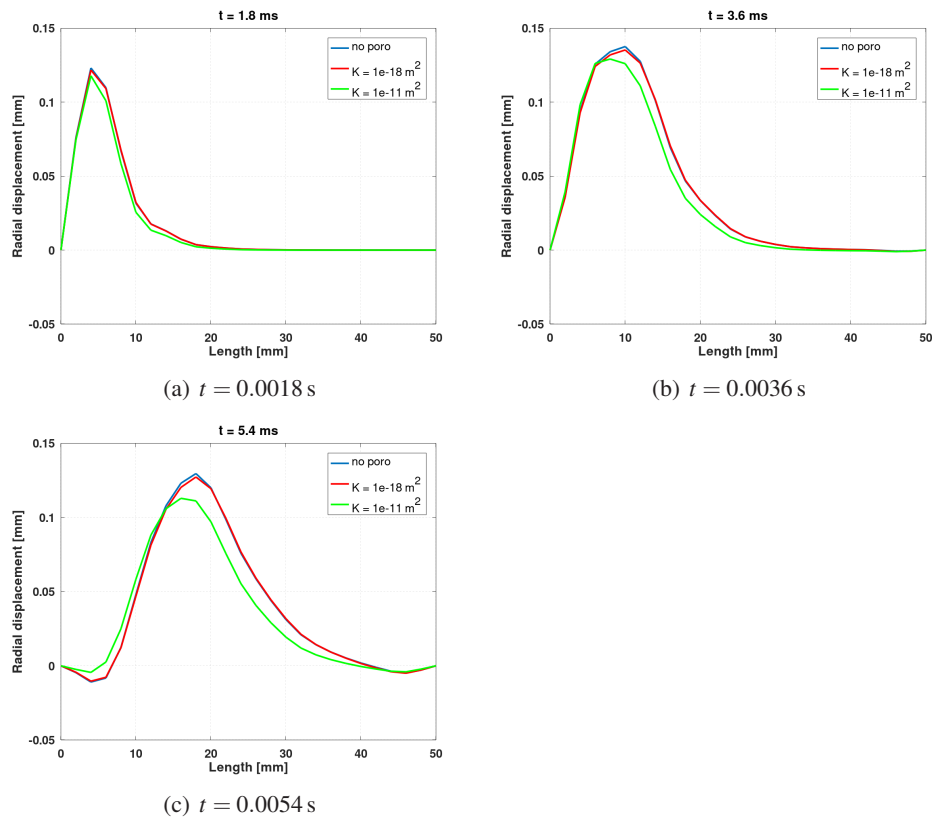 t = 1.8 ms
0.15
0.1
0.05
0
-0.05
Radial displacement [mm]
no poro
K = 1e-18 m²
K = 1e-11 m²
0 10 20 30 40 50
Length [mm]
(a) t = 0.0018 s
t = 3.6 ms
0.15
0.1
0.05
0
-0.05
Radial displacement [mm]
no poro
K = 1e-18 m²
K = 1e-11 m²
0 10 20 30 40 50
Length [mm]
(b) t = 0.0036 s
t = 5.4 ms
0.15
0.1
0.05
0
-0.05
Radial displacement [mm]
no poro
K = 1e-18 m²
K = 1e-11 m²
0 10 20 30 40 50
Length [mm]
(c) t = 0.0054 s